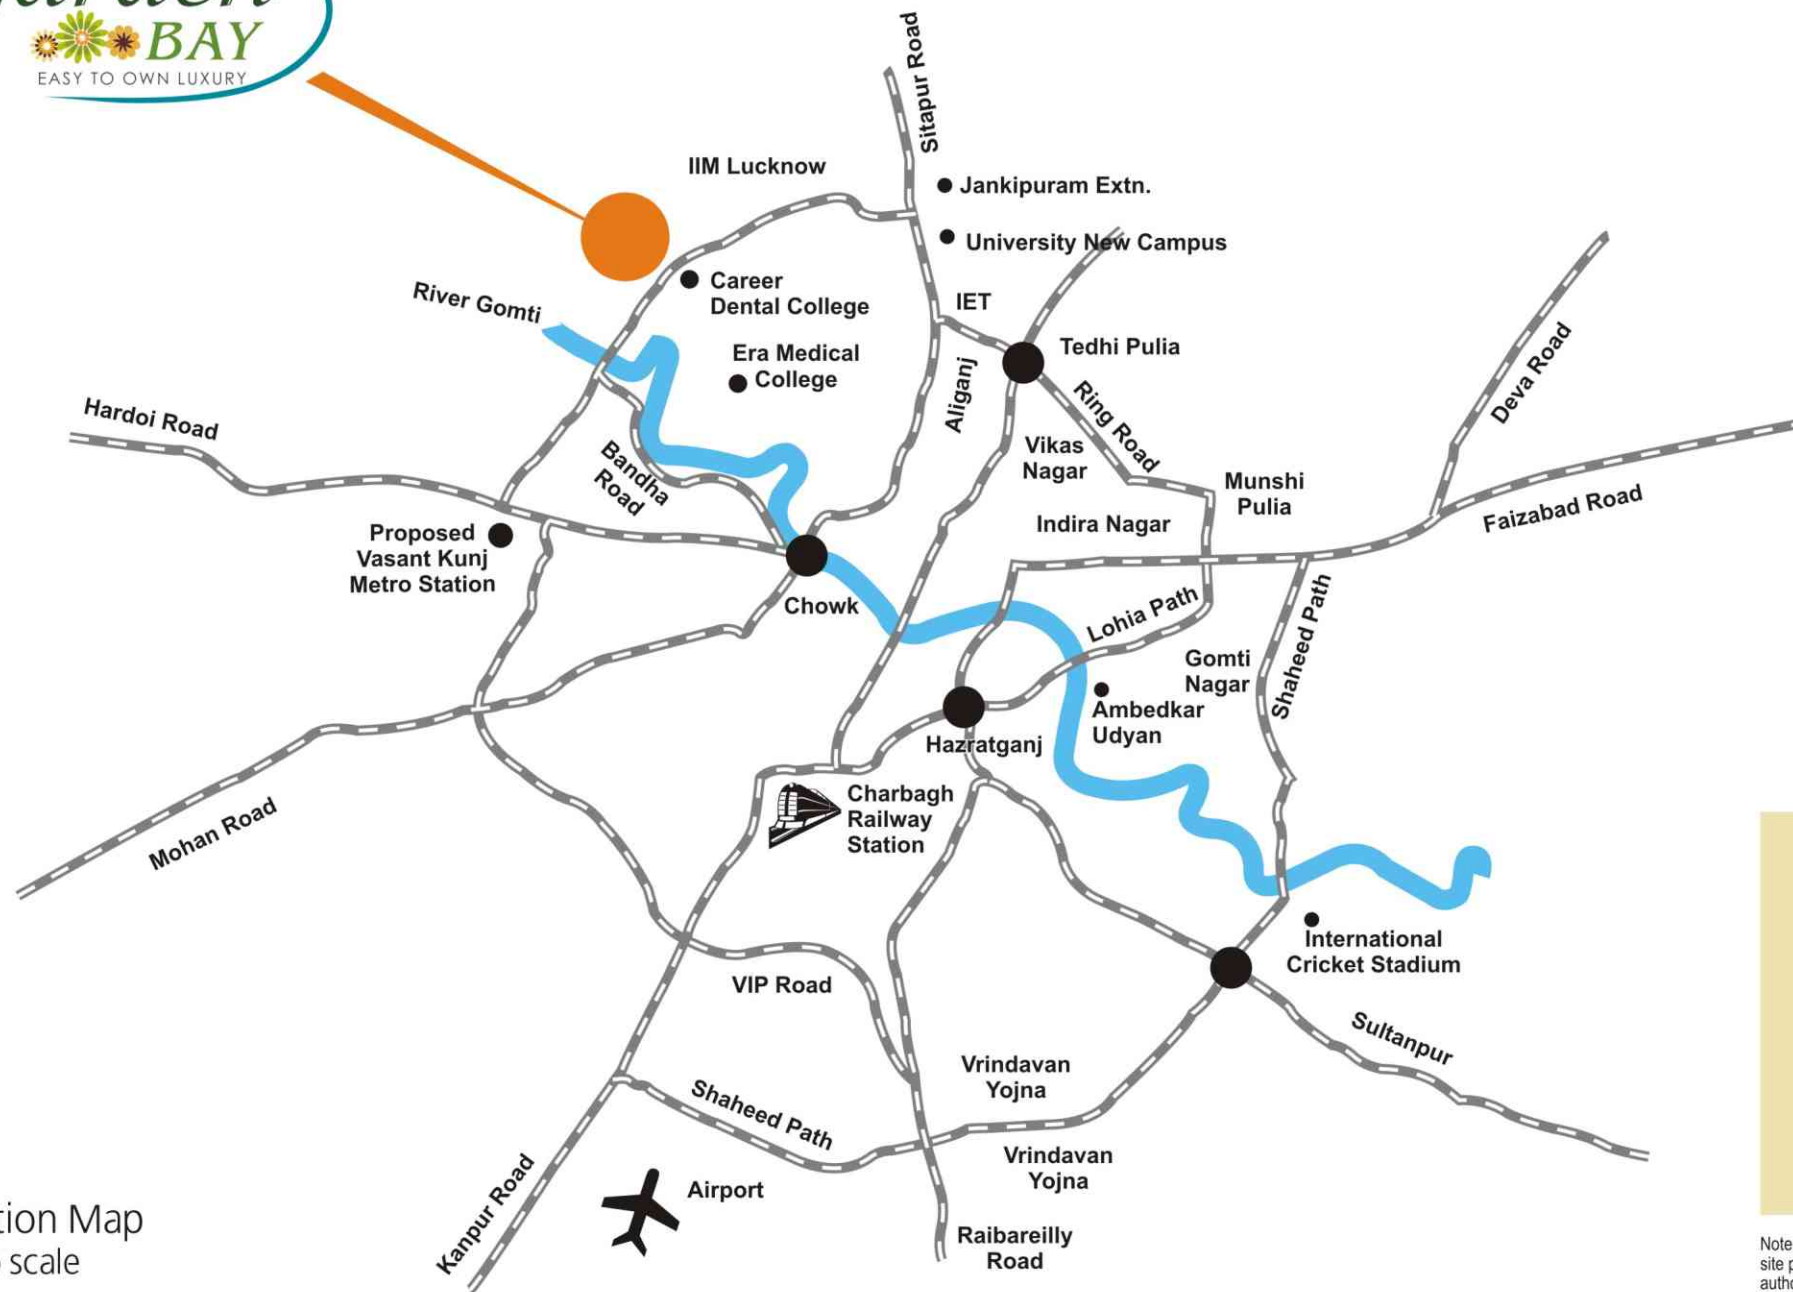 BAY
EASY TO OWN LUXURY
Sitapur Road
IIM Lucknow
Jankipuram Extn.
University New Campus
Career
Dental College
River Gomti
IET
Tedhi Pulia
Era Medical
College
Aliganj
Ring Road
Deva Road
Hardoi Road
Bandha
Road
Vikas
Nagar
Munshi
Pulia
Faizabad Road
Indira Nagar
Proposed
Vasant Kunj
Metro Station
Chowk
Lohia Path
Shaheed Path
Gomti
Nagar
Ambedkar
Udyan
Hazratganj
Charbagh
Railway
Station
Mohan Road
International
Cricket Stadium
VIP Road
Sultanpur
Vrindavan
Yojna
Shaheed Path
Vrindavan
Yojna
Kanpur Road
Airport
Raibareilly
Road
Map
scale
Note
site